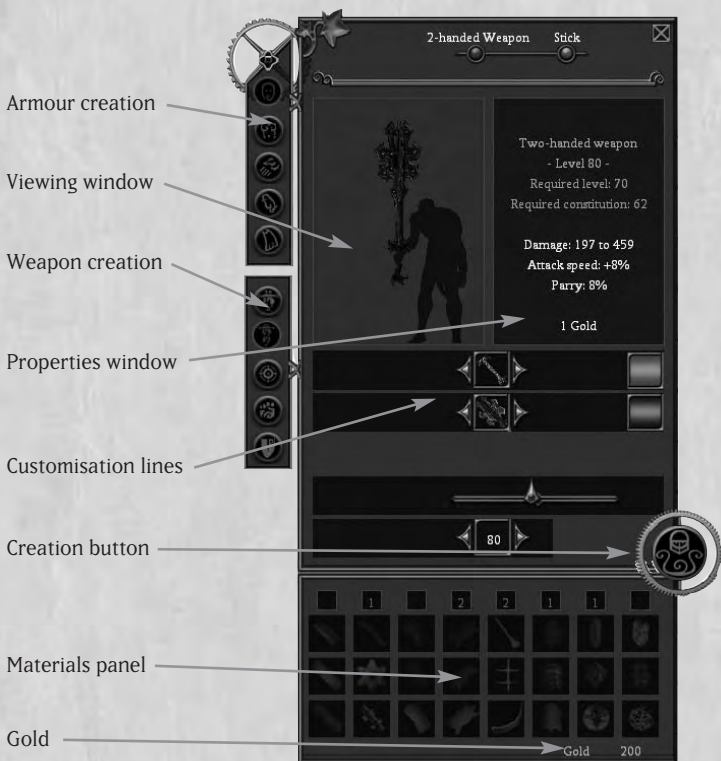 2-handed Weapon Stick
Armour creation
Two-handed weapon
- Level 80 -
Required level: 70
Required constitution: 62
Viewing window
Damage: 197 to 459
Attack speed: +8%
Parry: 8%
Weapon creation
1 Gold
Properties window
Customisation lines
80
Creation button
1 2 2 1 1
Materials panel
Gold
Gold 200